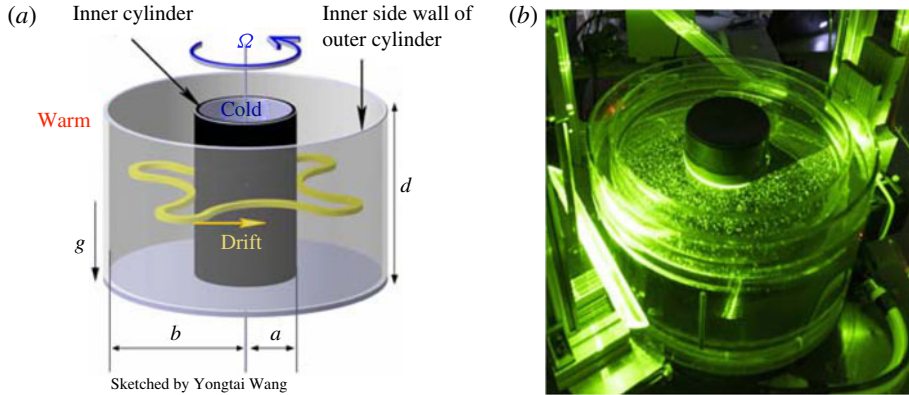 (a)
Inner cylinder
Inner side wall of
outer cylinder
Ω
Cold
Warm
d
Drift
g
b
a
Sketched by Yongtai Wang
(b)